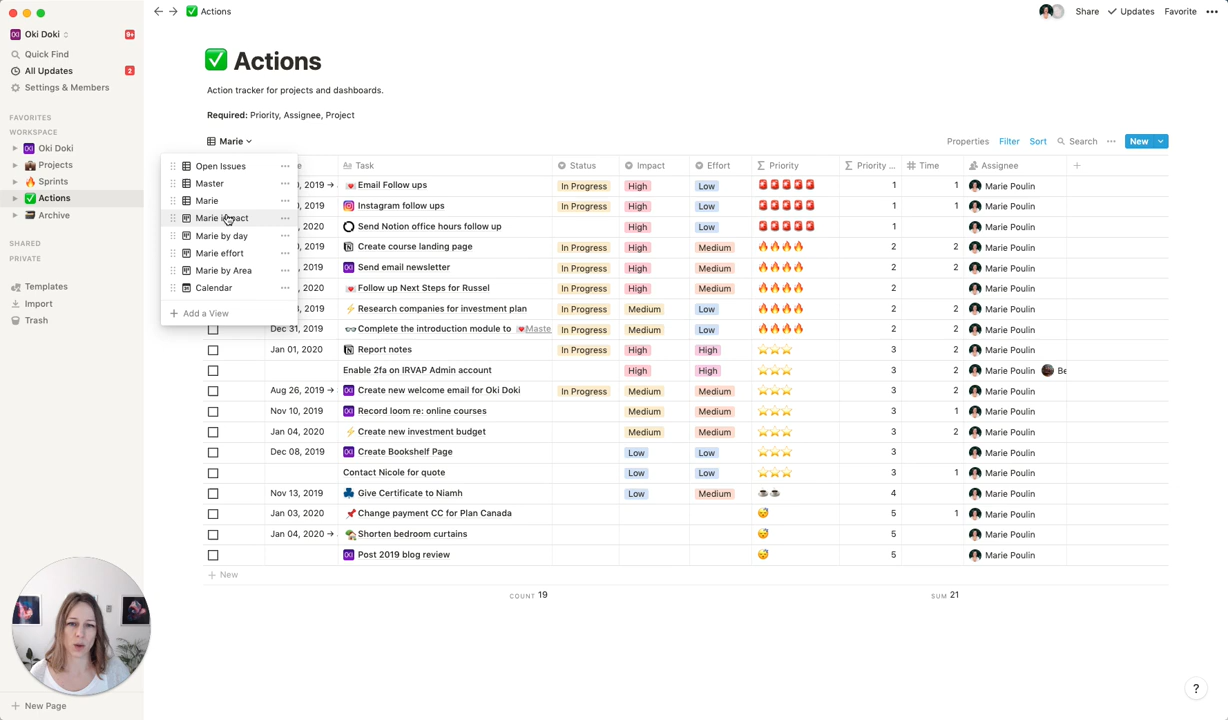 Oki Doki
9+
Quick Find
All Updates
2
Settings & Members
FAVORITES
WORKSPACE
Oki Doki
Projects
Sprints
Actions
Archive
SHARED
PRIVATE
Templates
Import
Trash
New Page
Actions
Share
Updates
Favorite
Actions
Action tracker for projects and dashboards.
Required: Priority, Assignee, Project
Marie
Properties Filter Sort Search New
Open Issues
Master
Marie
Marie impact
Marie by day
Marie effort
Marie by Area
Calendar
Add a View
Task Status Impact Effort Priority Priority ... Time Assignee
2019 → Email Follow ups In Progress High Low 1 1 Marie Poulin
2019 Instagram follow ups In Progress High Low 1 1 Marie Poulin
2020 Send Notion office hours follow up High Low 1 Marie Poulin
2019 Create course landing page In Progress High Medium 2 2 Marie Poulin
2019 Send email newsletter In Progress High Medium 2 2 Marie Poulin
2020 Follow up Next Steps for Russel High Medium 2 Marie Poulin
2019 Research companies for investment plan In Progress Medium Low 2 2 Marie Poulin
Dec 31, 2019 Complete the introduction module to Maste In Progress Medium Low 2 2 Marie Poulin
Jan 01, 2020 Report notes In Progress High High 3 2 Marie Poulin
Enable 2fa on IRVAP Admin account High High 3 2 Marie Poulin Be
Aug 26, 2019 → Create new welcome email for Oki Doki In Progress Medium Medium 3 2 Marie Poulin
Nov 10, 2019 Record loom re: online courses Medium Medium 3 1 Marie Poulin
Jan 04, 2020 Create new investment budget Medium Medium 3 2 Marie Poulin
Dec 08, 2019 Create Bookshelf Page Low Low 3 Marie Poulin
Contact Nicole for quote Low Low 3 1 Marie Poulin
Nov 13, 2019 Give Certificate to Niamh Low Medium 4 Marie Poulin
Jan 03, 2020 Change payment CC for Plan Canada 5 1 Marie Poulin
Jan 04, 2020 → Shorten bedroom curtains 5 Marie Poulin
Post 2019 blog review 5 Marie Poulin
New
COUNT 19 SUM 21
?